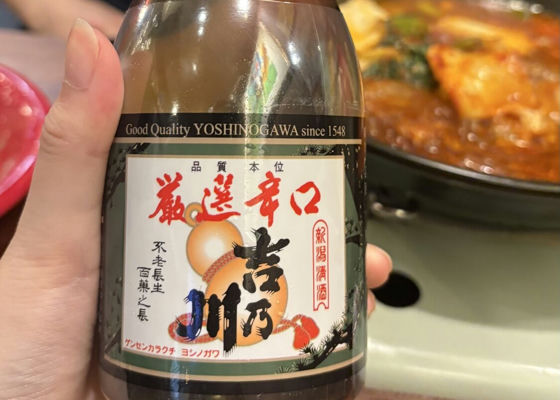 Good Quality YOSHINOGAWA since 1548
品質本位
厳選辛口
新潟清酒
吉乃川
不老長生
百薬之長
ゲンセンカラクチ ヨシノガワ